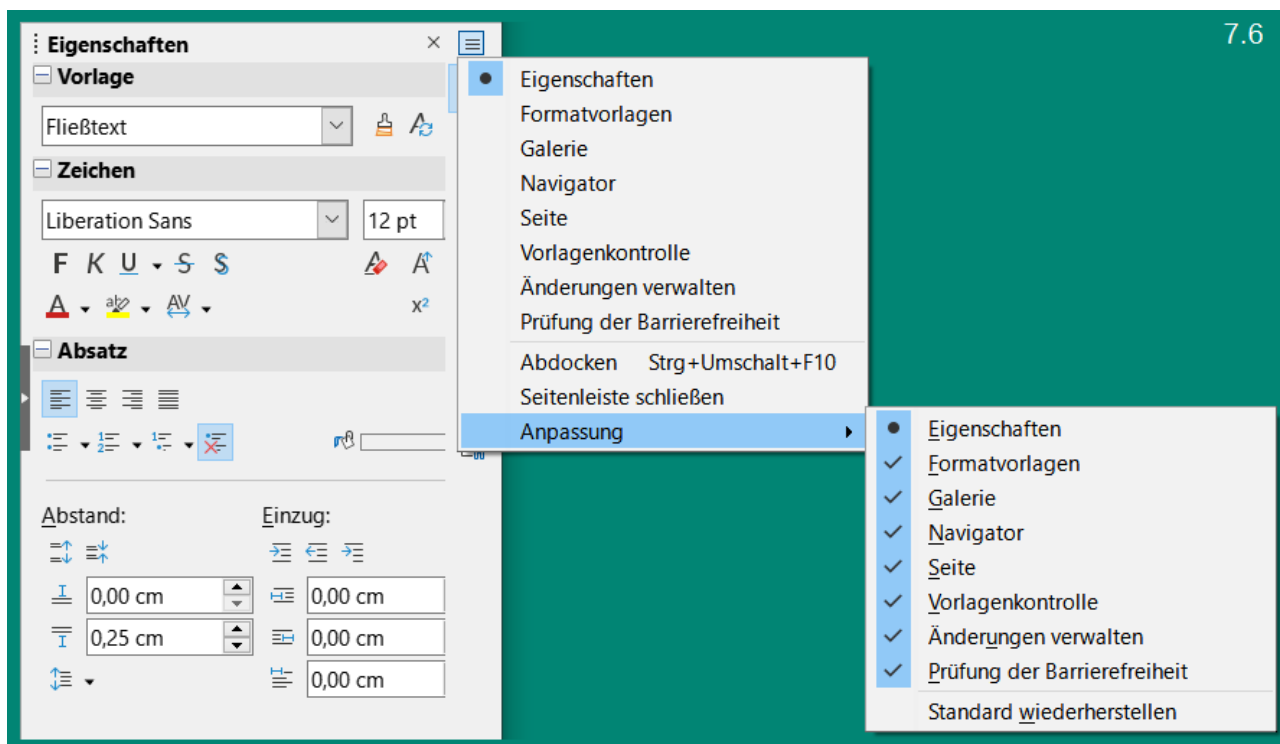 7.6
Eigenschaften
Vorlage
Fließtext
Zeichen
Liberation Sans
12 pt
F K U S S
A ab AV
X²
Absatz
Abstand: Einzug:
0,00 cm 0,00 cm
0,25 cm 0,00 cm
0,00 cm
Eigenschaften
Formatvorlagen
Galerie
Navigator
Seite
Vorlagenkontrolle
Änderungen verwalten
Prüfung der Barrierefreiheit
Abdocken Strg+Umschalt+F10
Seitenleiste schließen
Anpassung
Eigenschaften
Formatvorlagen
Galerie
Navigator
Seite
Vorlagenkontrolle
Änderungen verwalten
Prüfung der Barrierefreiheit
Standard wiederherstellen